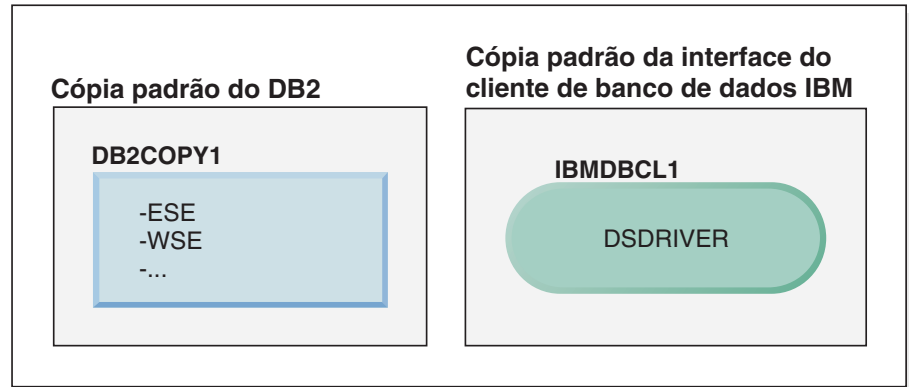 Cópia padrão do DB2
DB2COPY1
-ESE
-WSE
-...
Cópia padrão da interface do
cliente de banco de dados IBM
IBMDBCL1
DSDRIVER